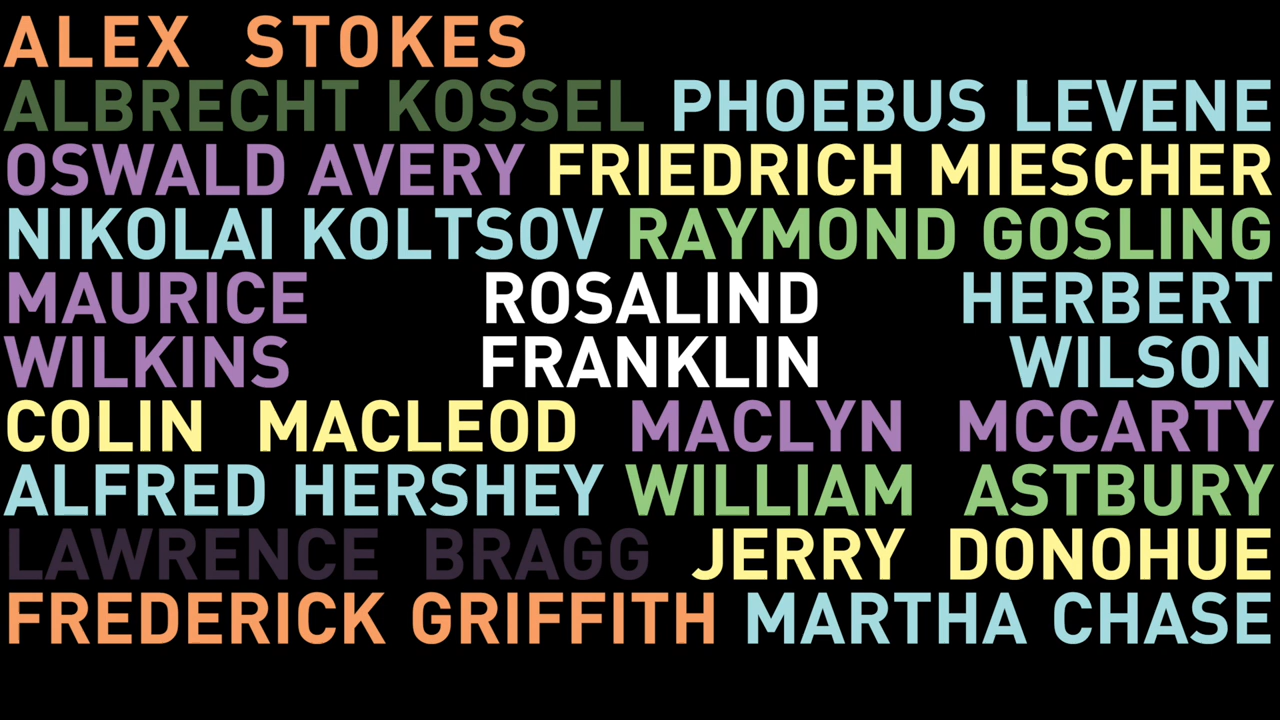 ALEX STOKES
ALBRECHT KOSSEL PHOEBUS LEVENE
OSWALD AVERY FRIEDRICH MIESCHER
NIKOLAI KOLTSOV RAYMOND GOSLING
MAURICE ROSALIND HERBERT
WILKINS FRANKLIN WILSON
COLIN MACLEOD MACLYN MCCARTY
ALFRED HERSHEY WILLIAM ASTBURY
LAWRENCE BRAGG JERRY DONOHUE
FREDERICK GRIFFITH MARTHA CHASE